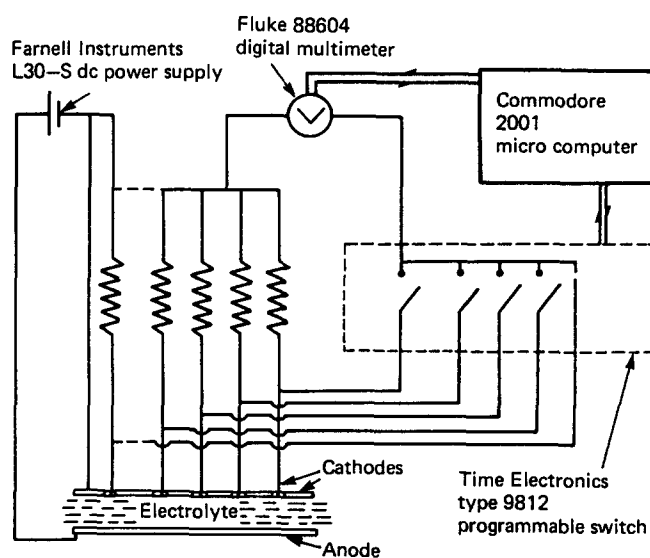 Fluke 88604
digital multimeter
Farnell Instruments
L30–S dc power supply
Commodore
2001
micro computer
Cathodes
Electrolyte
Anode
Time Electronics
type 9812
programmable switch